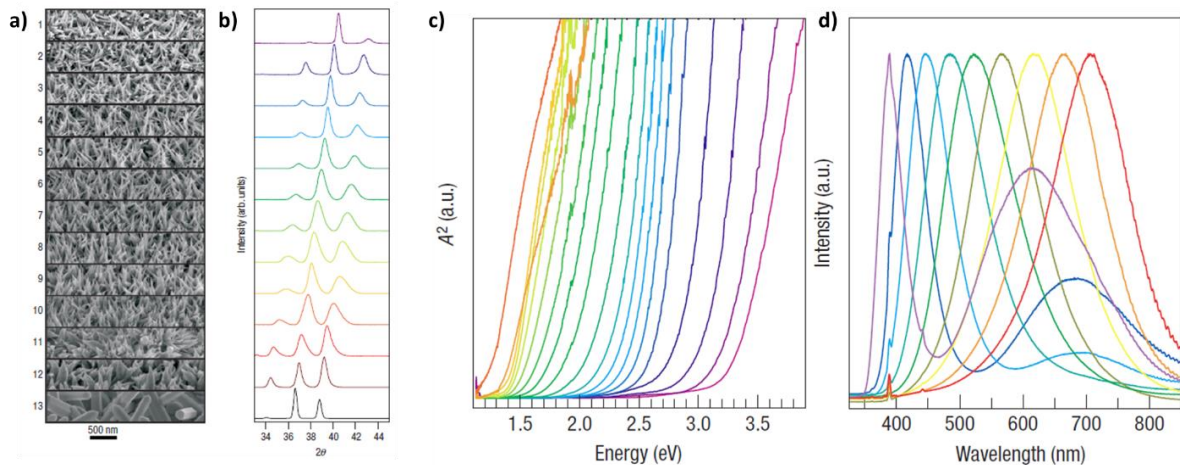 a)
1
2
3
4
5
6
7
8
9
10
11
12
13
500 nm
b)
Intensity (arb. units)
34 36 38 40 42 44
2θ
c)
A² (a.u.)
1.5 2.0 2.5 3.0 3.5
Energy (eV)
d)
Intensity (a.u.)
400 500 600 700 800
Wavelength (nm)